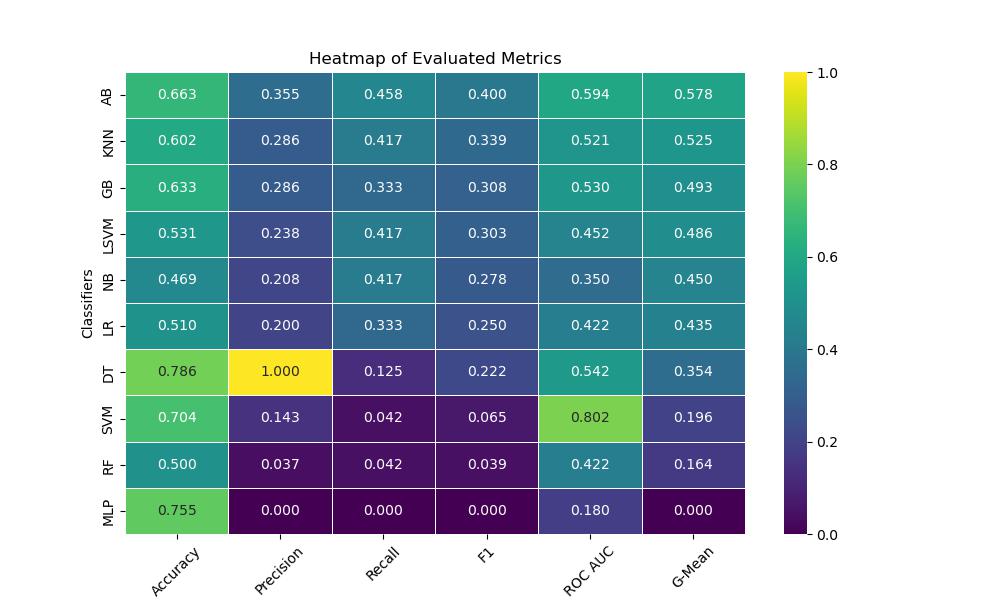 Heatmap of Evaluated Metrics
Classifiers
AB 0.663 0.355 0.458 0.400 0.594 0.578
KNN 0.602 0.286 0.417 0.339 0.521 0.525
GB 0.633 0.286 0.333 0.308 0.530 0.493
LSVM 0.531 0.238 0.417 0.303 0.452 0.486
NB 0.469 0.208 0.417 0.278 0.350 0.450
LR 0.510 0.200 0.333 0.250 0.422 0.435
DT 0.786 1.000 0.125 0.222 0.542 0.354
SVM 0.704 0.143 0.042 0.065 0.802 0.196
RF 0.500 0.037 0.042 0.039 0.422 0.164
MLP 0.755 0.000 0.000 0.000 0.180 0.000
Accuracy Precision Recall F1 ROC AUC G-Mean
1.0
0.8
0.6
0.4
0.2
0.0